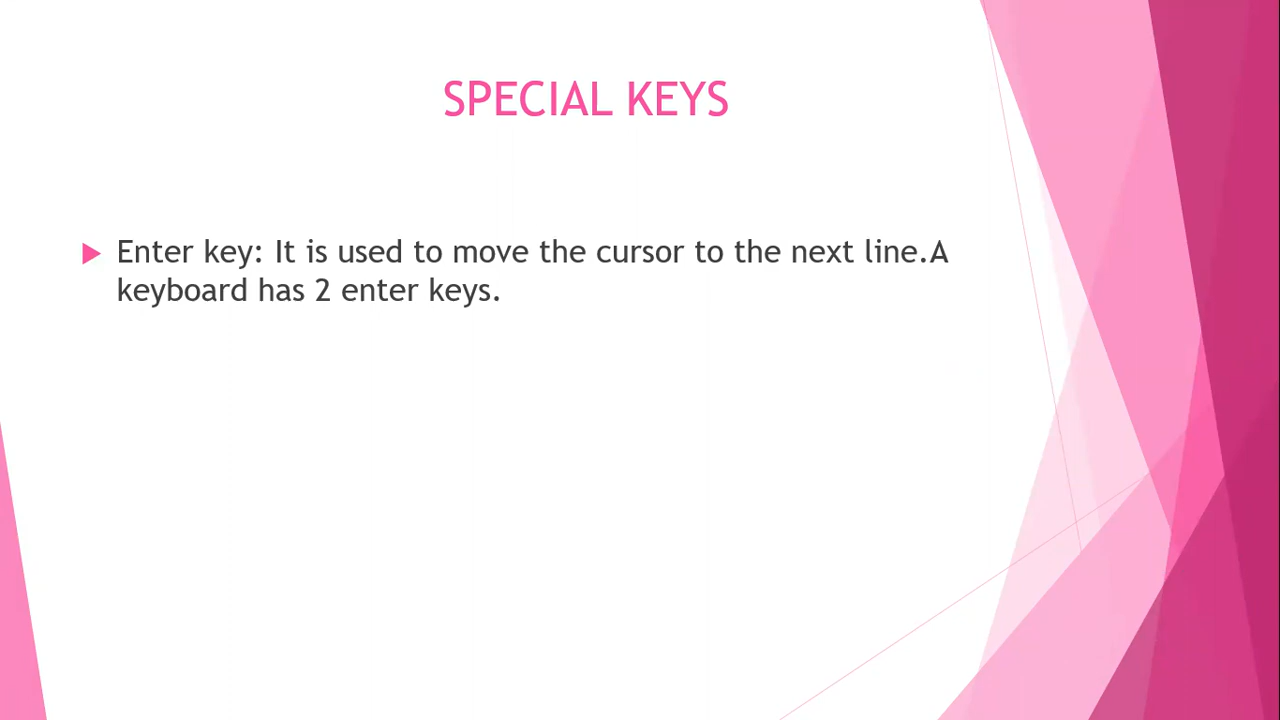 SPECIAL KEYS
Enter key: It is used to move the cursor to the next line.A
keyboard has 2 enter keys.